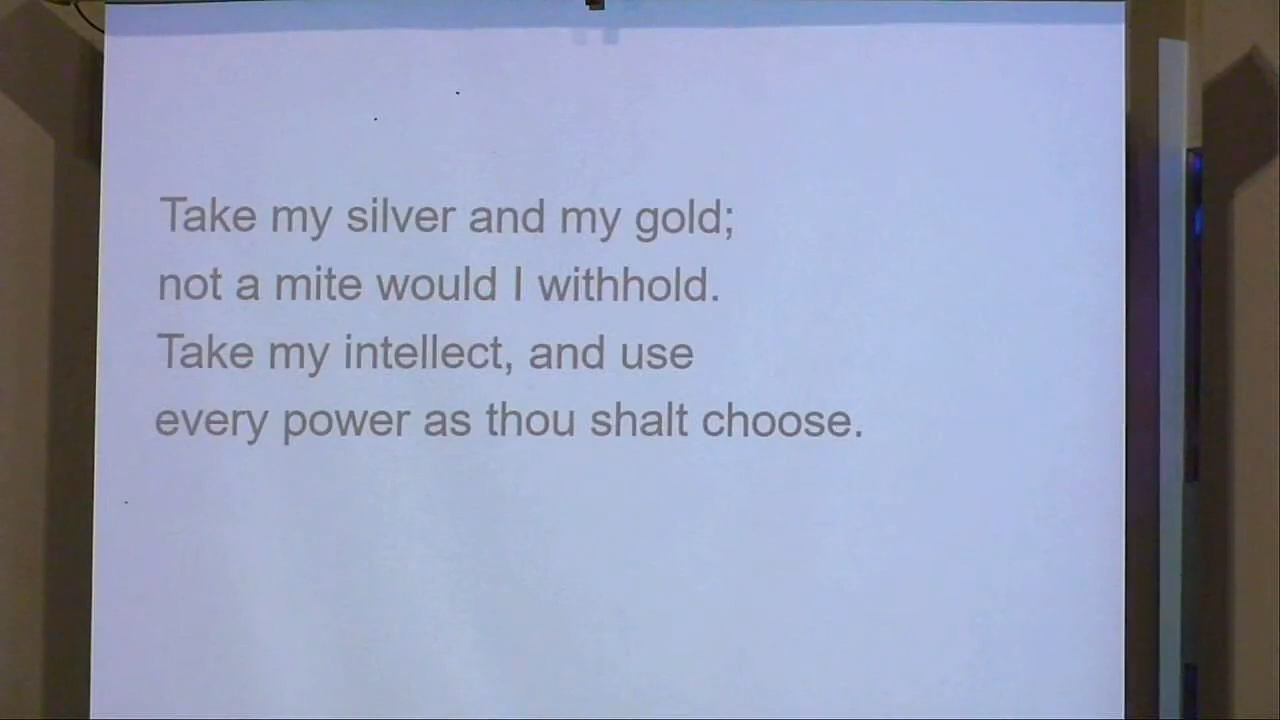 Take my silver and my gold;
not a mite would I withhold.
Take my intellect, and use
every power as thou shalt choose.